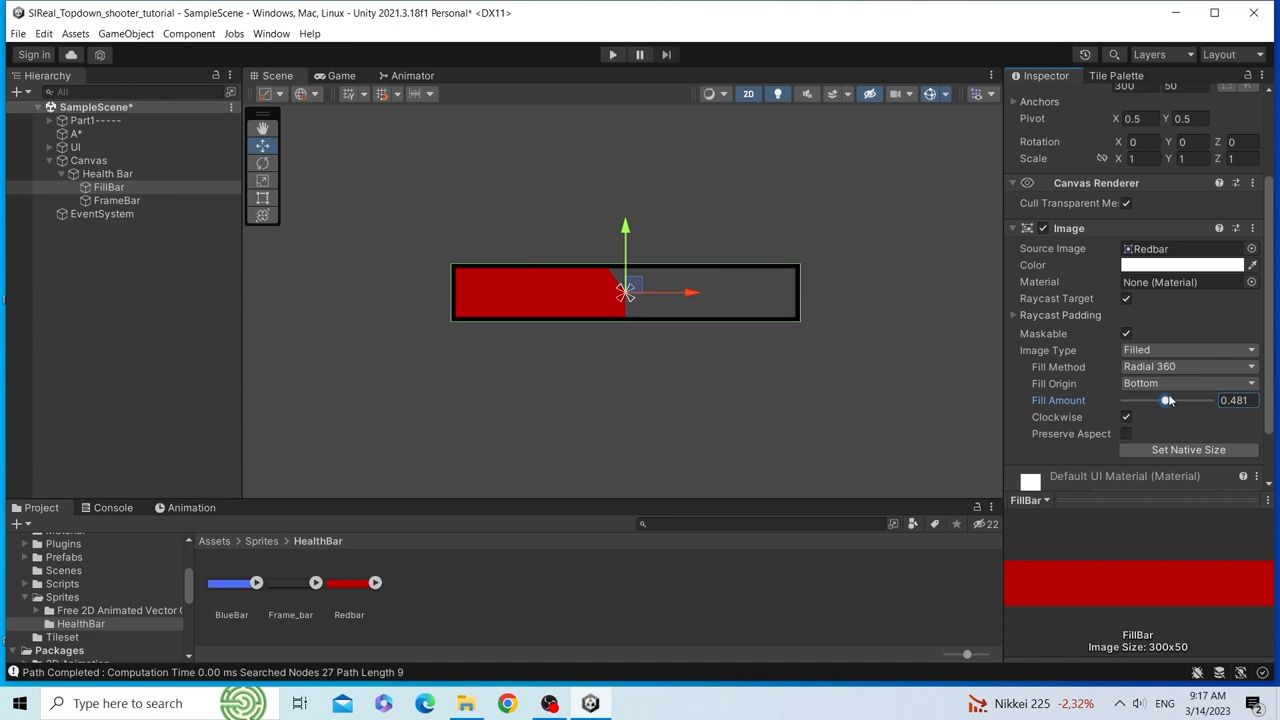 SIReal_Topdown_shooter_tutorial - SampleScene - Windows, Mac, Linux - Unity 2021.3.18f1 Personal* <DX11>
File Edit Assets GameObject Component Jobs Window Help
Sign in Layers Layout
Hierarchy Scene Game Animator Inspector Tile Palette
All 2D 300 50
SampleScene* Anchors
Part1----- Pivot X 0.5 Y 0.5
A*
UI Rotation X 0 Y 0 Z 0
Canvas Scale X 1 Y 1 Z 1
Health Bar
FillBar Canvas Renderer
FrameBar Cull Transparent Me
EventSystem
Image
Source Image Redbar
Color
Material None (Material)
Raycast Target
Raycast Padding
Maskable
Image Type Filled
Fill Method Radial 360
Fill Origin Bottom
Fill Amount 0.481
Clockwise
Preserve Aspect
Set Native Size
Default UI Material (Material)
FillBar
Project Console Animation
22
Plugins Assets Sprites HealthBar
Prefabs
Scenes
Scripts
Sprites
Free 2D Animated Vector
HealthBar
Tileset
Packages
BlueBar Frame_bar Redbar
FillBar
Image Size: 300x50
Path Completed : Computation Time 0.00 ms Searched Nodes 27 Path Length 9
Type here to search
Nikkei 225 -2,32%
9:17 AM
3/14/2023
2